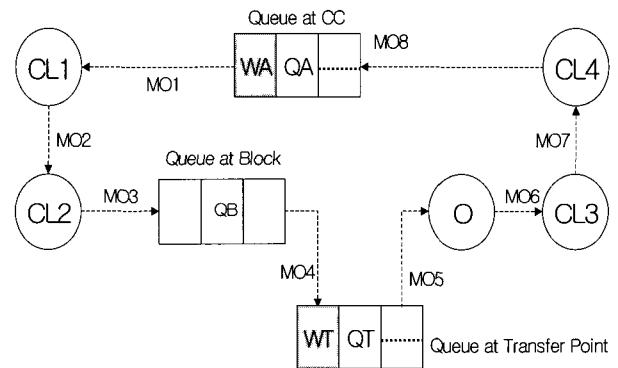 Queue at CC
CL1
MO1
WA
QA
MO8
CL4
MO2
MO7
Queue at Block
CL2
MO3
QB
O
MO6
CL3
MO4
MO5
WT
QT
Queue at Transfer Point